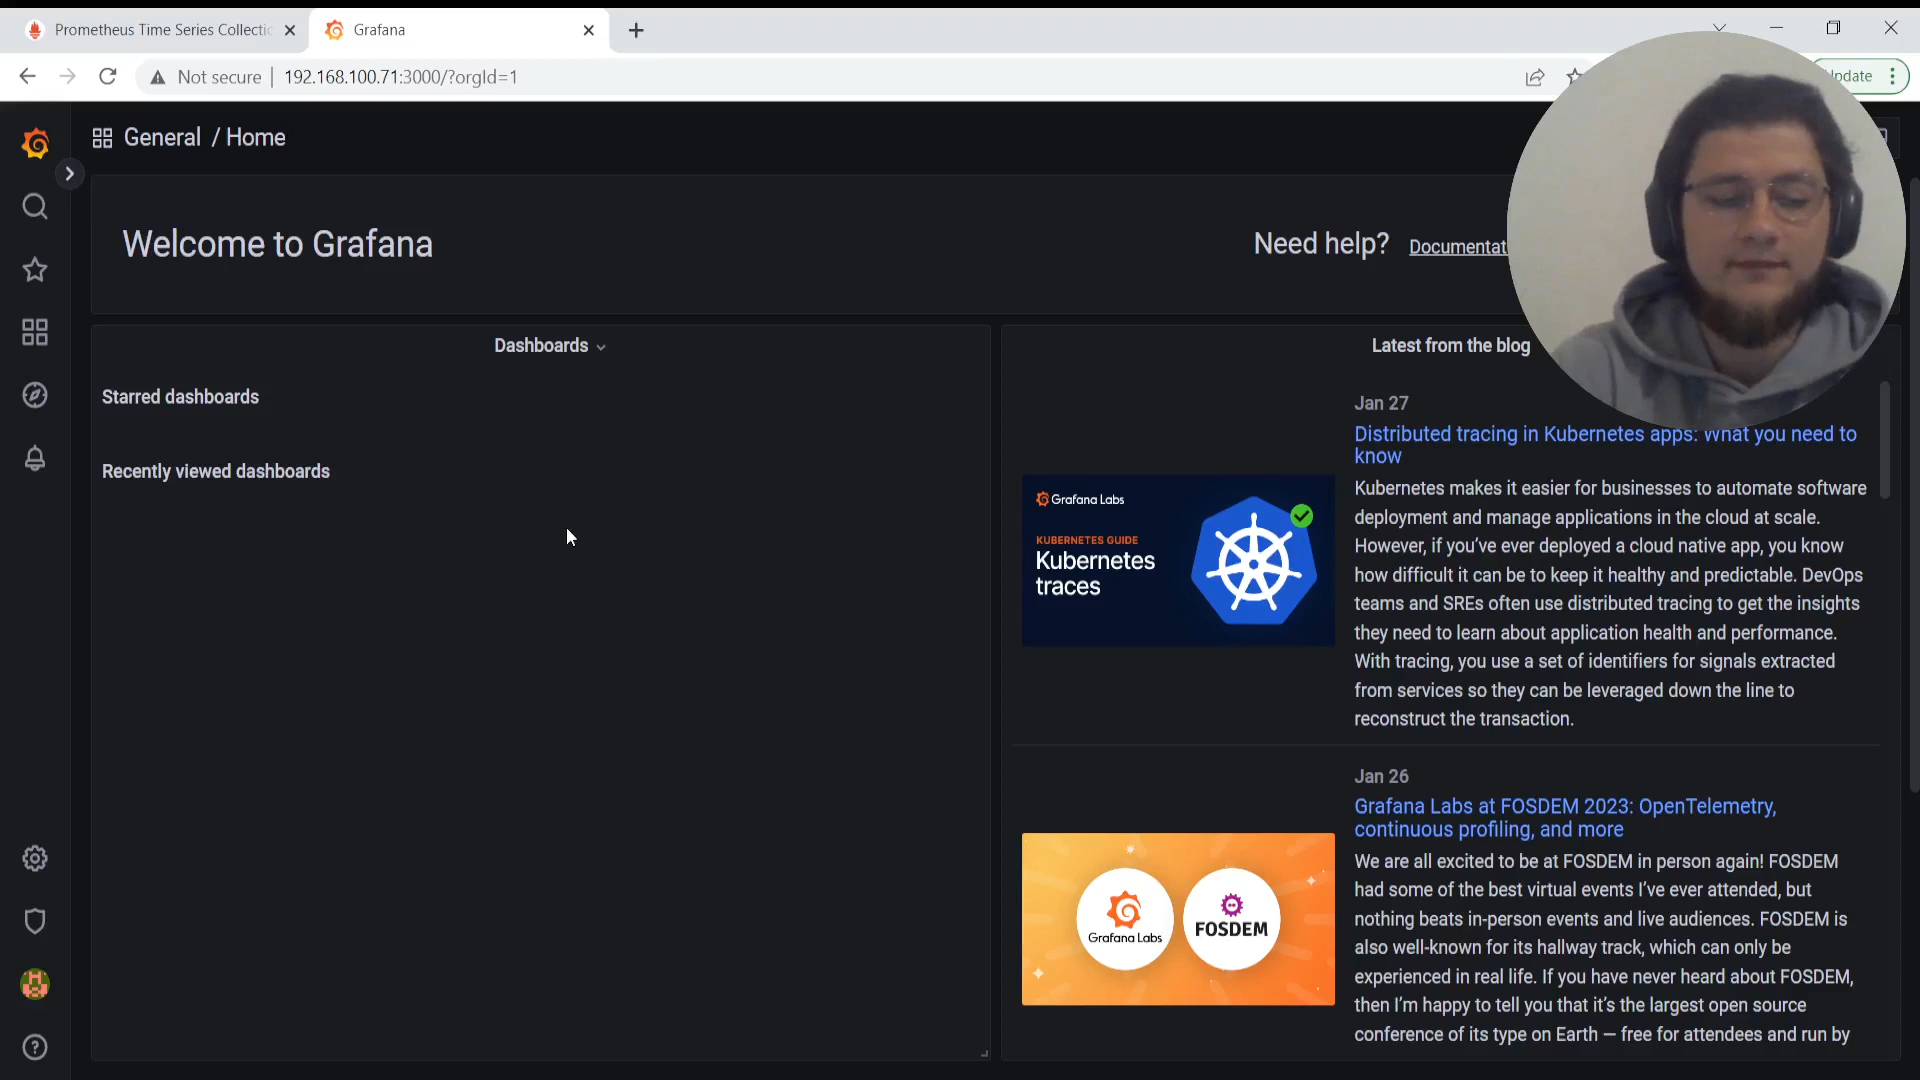 Prometheus Time Series Collectic
Grafana
Not secure
192.168.100.71:3000/?orgId=1
Update
General / Home
Welcome to Grafana
Need help?
Documentat
Dashboards
Latest from the blog
Starred dashboards
Recently viewed dashboards
Jan 27
Distributed tracing in Kubernetes apps: What you need to
know
Kubernetes makes it easier for businesses to automate software
deployment and manage applications in the cloud at scale.
However, if you’ve ever deployed a cloud native app, you know
how difficult it can be to keep it healthy and predictable. DevOps
teams and SREs often use distributed tracing to get the insights
they need to learn about application health and performance.
With tracing, you use a set of identifiers for signals extracted
from services so they can be leveraged down the line to
reconstruct the transaction.
Grafana Labs
KUBERNETES GUIDE
Kubernetes
traces
Jan 26
Grafana Labs at FOSDEM 2023: OpenTelemetry,
continuous profiling, and more
We are all excited to be at FOSDEM in person again! FOSDEM
had some of the best virtual events I’ve ever attended, but
nothing beats in-person events and live audiences. FOSDEM is
also well-known for its hallway track, which can only be
experienced in real life. If you have never heard about FOSDEM,
then I’m happy to tell you that it’s the largest open source
conference of its type on Earth — free for attendees and run by
Grafana Labs
FOSDEM